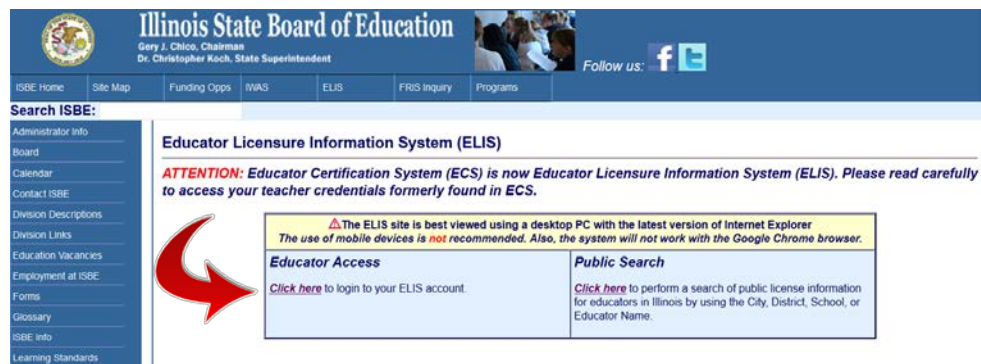 Illinois State Board of Education
Gery J. Chico, Chairman
Dr. Christopher Koch, State Superintendent
Follow us:
ISBE Home Site Map Funding Opps IWAS ELIS FRIS Inquiry Programs
Search ISBE:
Administrator Info
Board
Calendar
Contact ISBE
Division Descriptions
Division Links
Education Vacancies
Employment at ISBE
Forms
Glossary
ISBE Info
Learning Standards
Educator Licensure Information System (ELIS)
ATTENTION: Educator Certification System (ECS) is now Educator Licensure Information System (ELIS). Please read carefully
to access your teacher credentials formerly found in ECS.
The ELIS site is best viewed using a desktop PC with the latest version of Internet Explorer
The use of mobile devices is not recommended. Also, the system will not work with the Google Chrome browser.
Educator Access
Click here to login to your ELIS account.
Public Search
Click here to perform a search of public license information
for educators in Illinois by using the City, District, School, or
Educator Name.